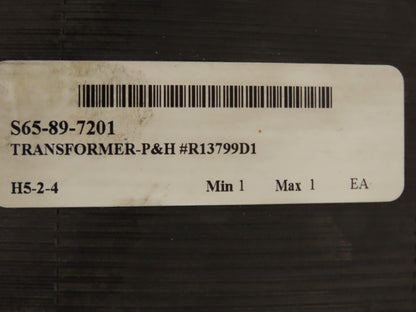 S65-89-7201
TRANSFORMER-P&H #R13799D1
H5-2-4 Min 1 Max 1 EA